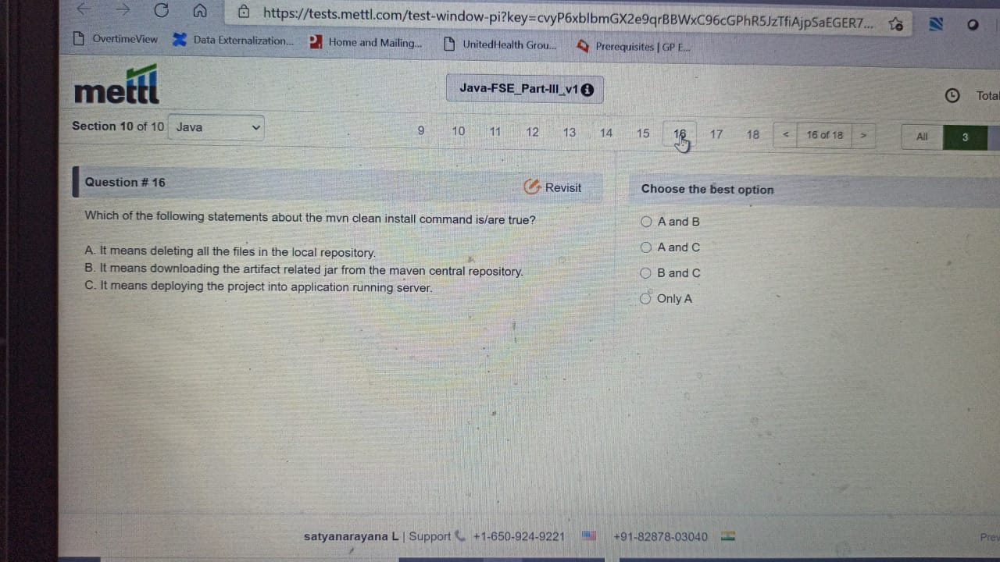 https://tests.mettl.com/test-window-pi?key=cvyP6xblbmGX2e9qrBBWxC96cGPhR5JzTfiAjpSaEGER7...
OvertimeView Data Externalization... Home and Mailing... UnitedHealth Grou... Prerequisites | GP E...
mettl
Java-FSE_Part-III_v1
Total
Section 10 of 10 Java 9 10 11 12 13 14 15 16 17 18 < 16 of 18 > All 3
Question # 16 Revisit
Which of the following statements about the mvn clean install command is/are true?
A. It means deleting all the files in the local repository.
B. It means downloading the artifact related jar from the maven central repository.
C. It means deploying the project into application running server.
Choose the best option
A and B
A and C
B and C
Only A
satyanarayana L | Support +1-650-924-9221 +91-82878-03040 Prev